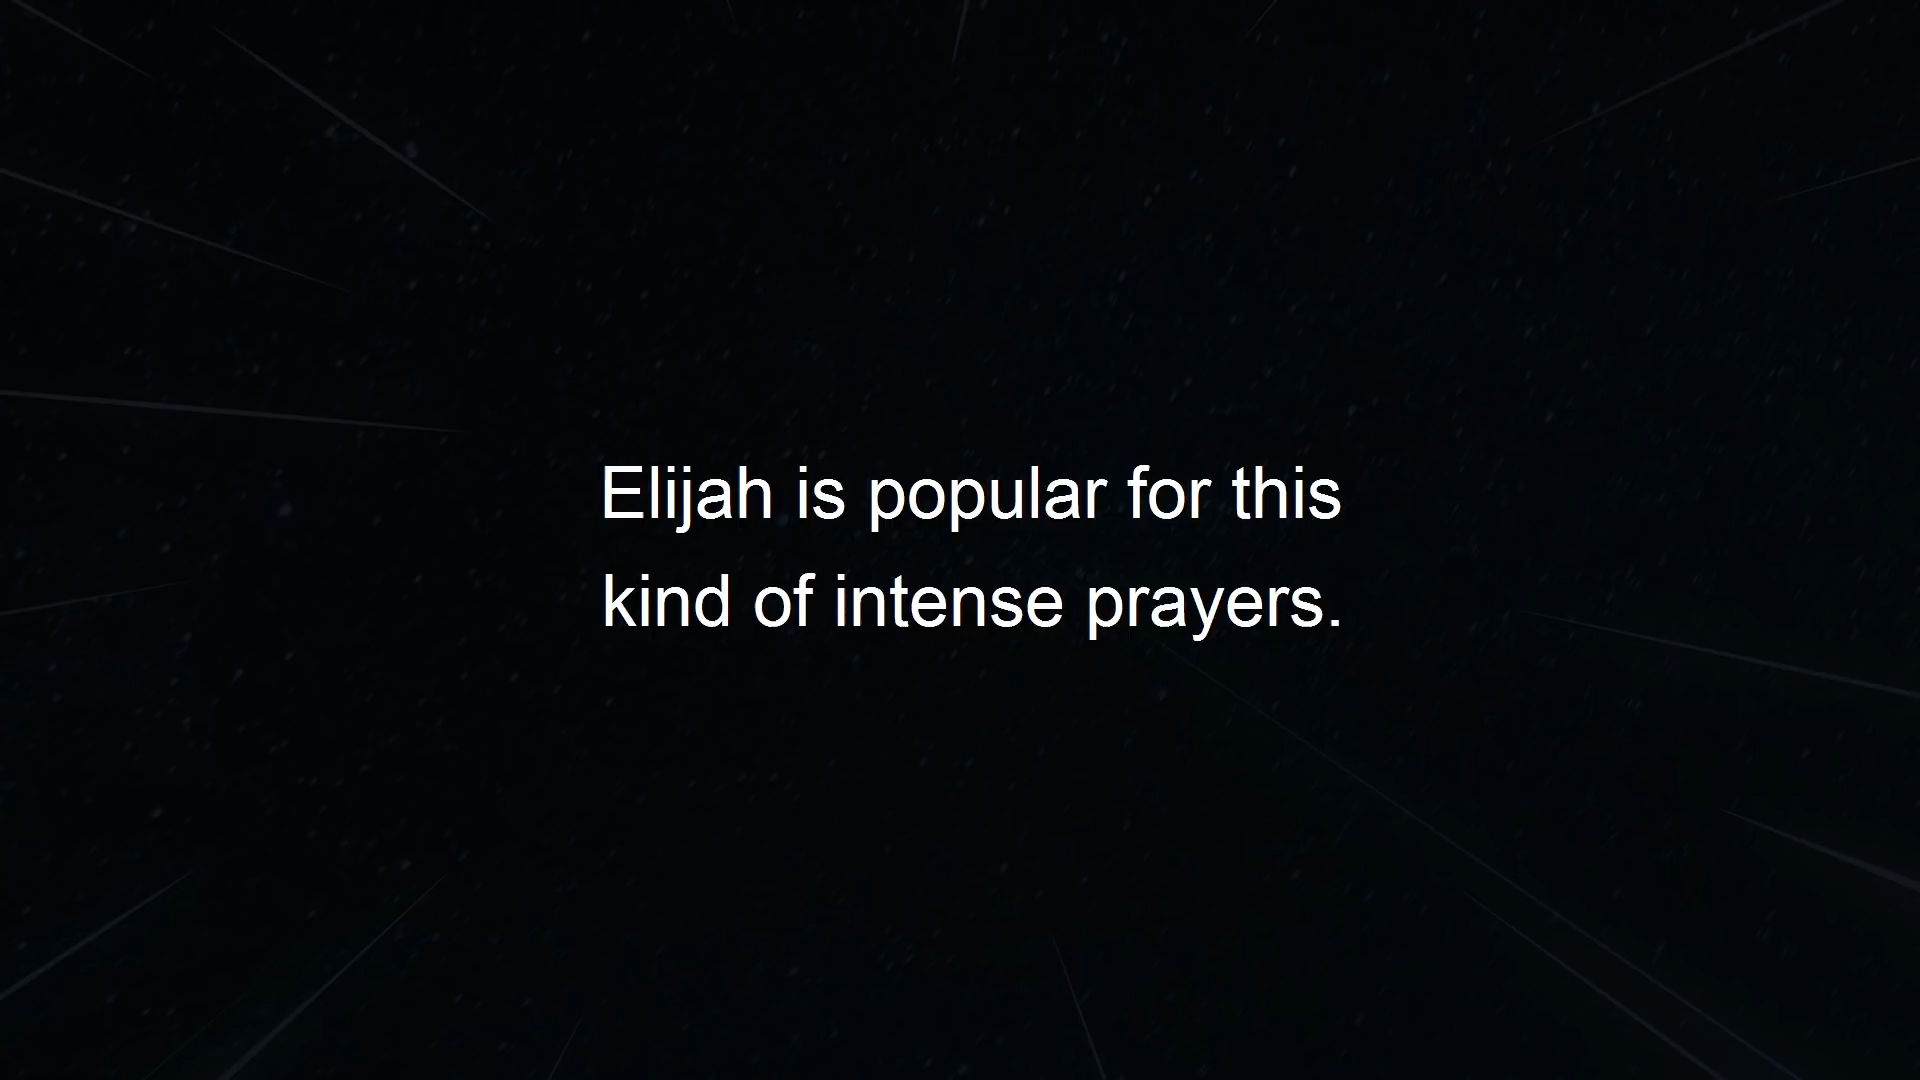 Elijah is popular for this
kind of intense prayers.